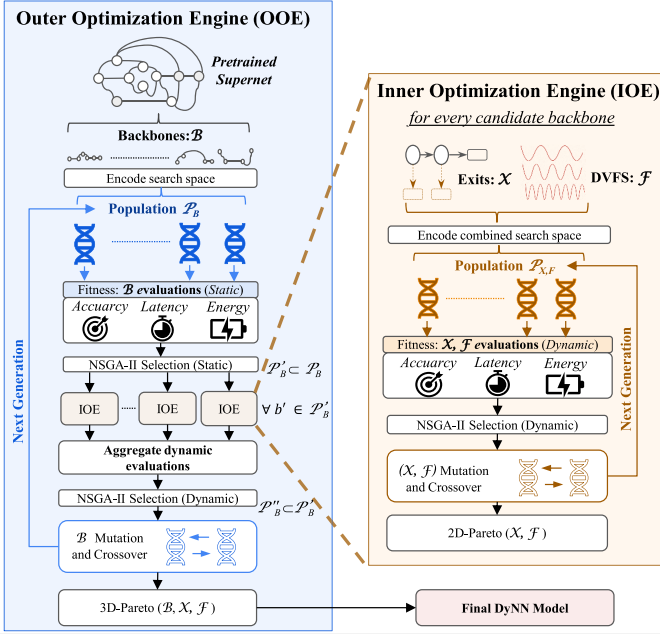 Outer Optimization Engine (OOE)
Pretrained
Supernet
Backbones: ℬ
Encode search space
Population 𝒫_B
Fitness: ℬ evaluations (Static)
Accuarcy Latency Energy
NSGA-II Selection (Static)
𝒫'_B ⊂ 𝒫_B
IOE ...... IOE IOE
∀ b' ∈ 𝒫'_B
Aggregate dynamic
evaluations
NSGA-II Selection (Dynamic)
𝒫''_B ⊂ 𝒫'_B
ℬ Mutation
and Crossover
Next Generation
3D-Pareto (ℬ, 𝒳, ℱ )
Final DyNN Model
Inner Optimization Engine (IOE)
for every candidate backbone
Exits: 𝒳
DVFS: ℱ
Encode combined search space
Population 𝒫_X,F
Fitness: 𝒳, ℱ evaluations (Dynamic)
Accuarcy Latency Energy
NSGA-II Selection (Dynamic)
(𝒳, ℱ) Mutation
and Crossover
Next Generation
2D-Pareto (𝒳, ℱ )